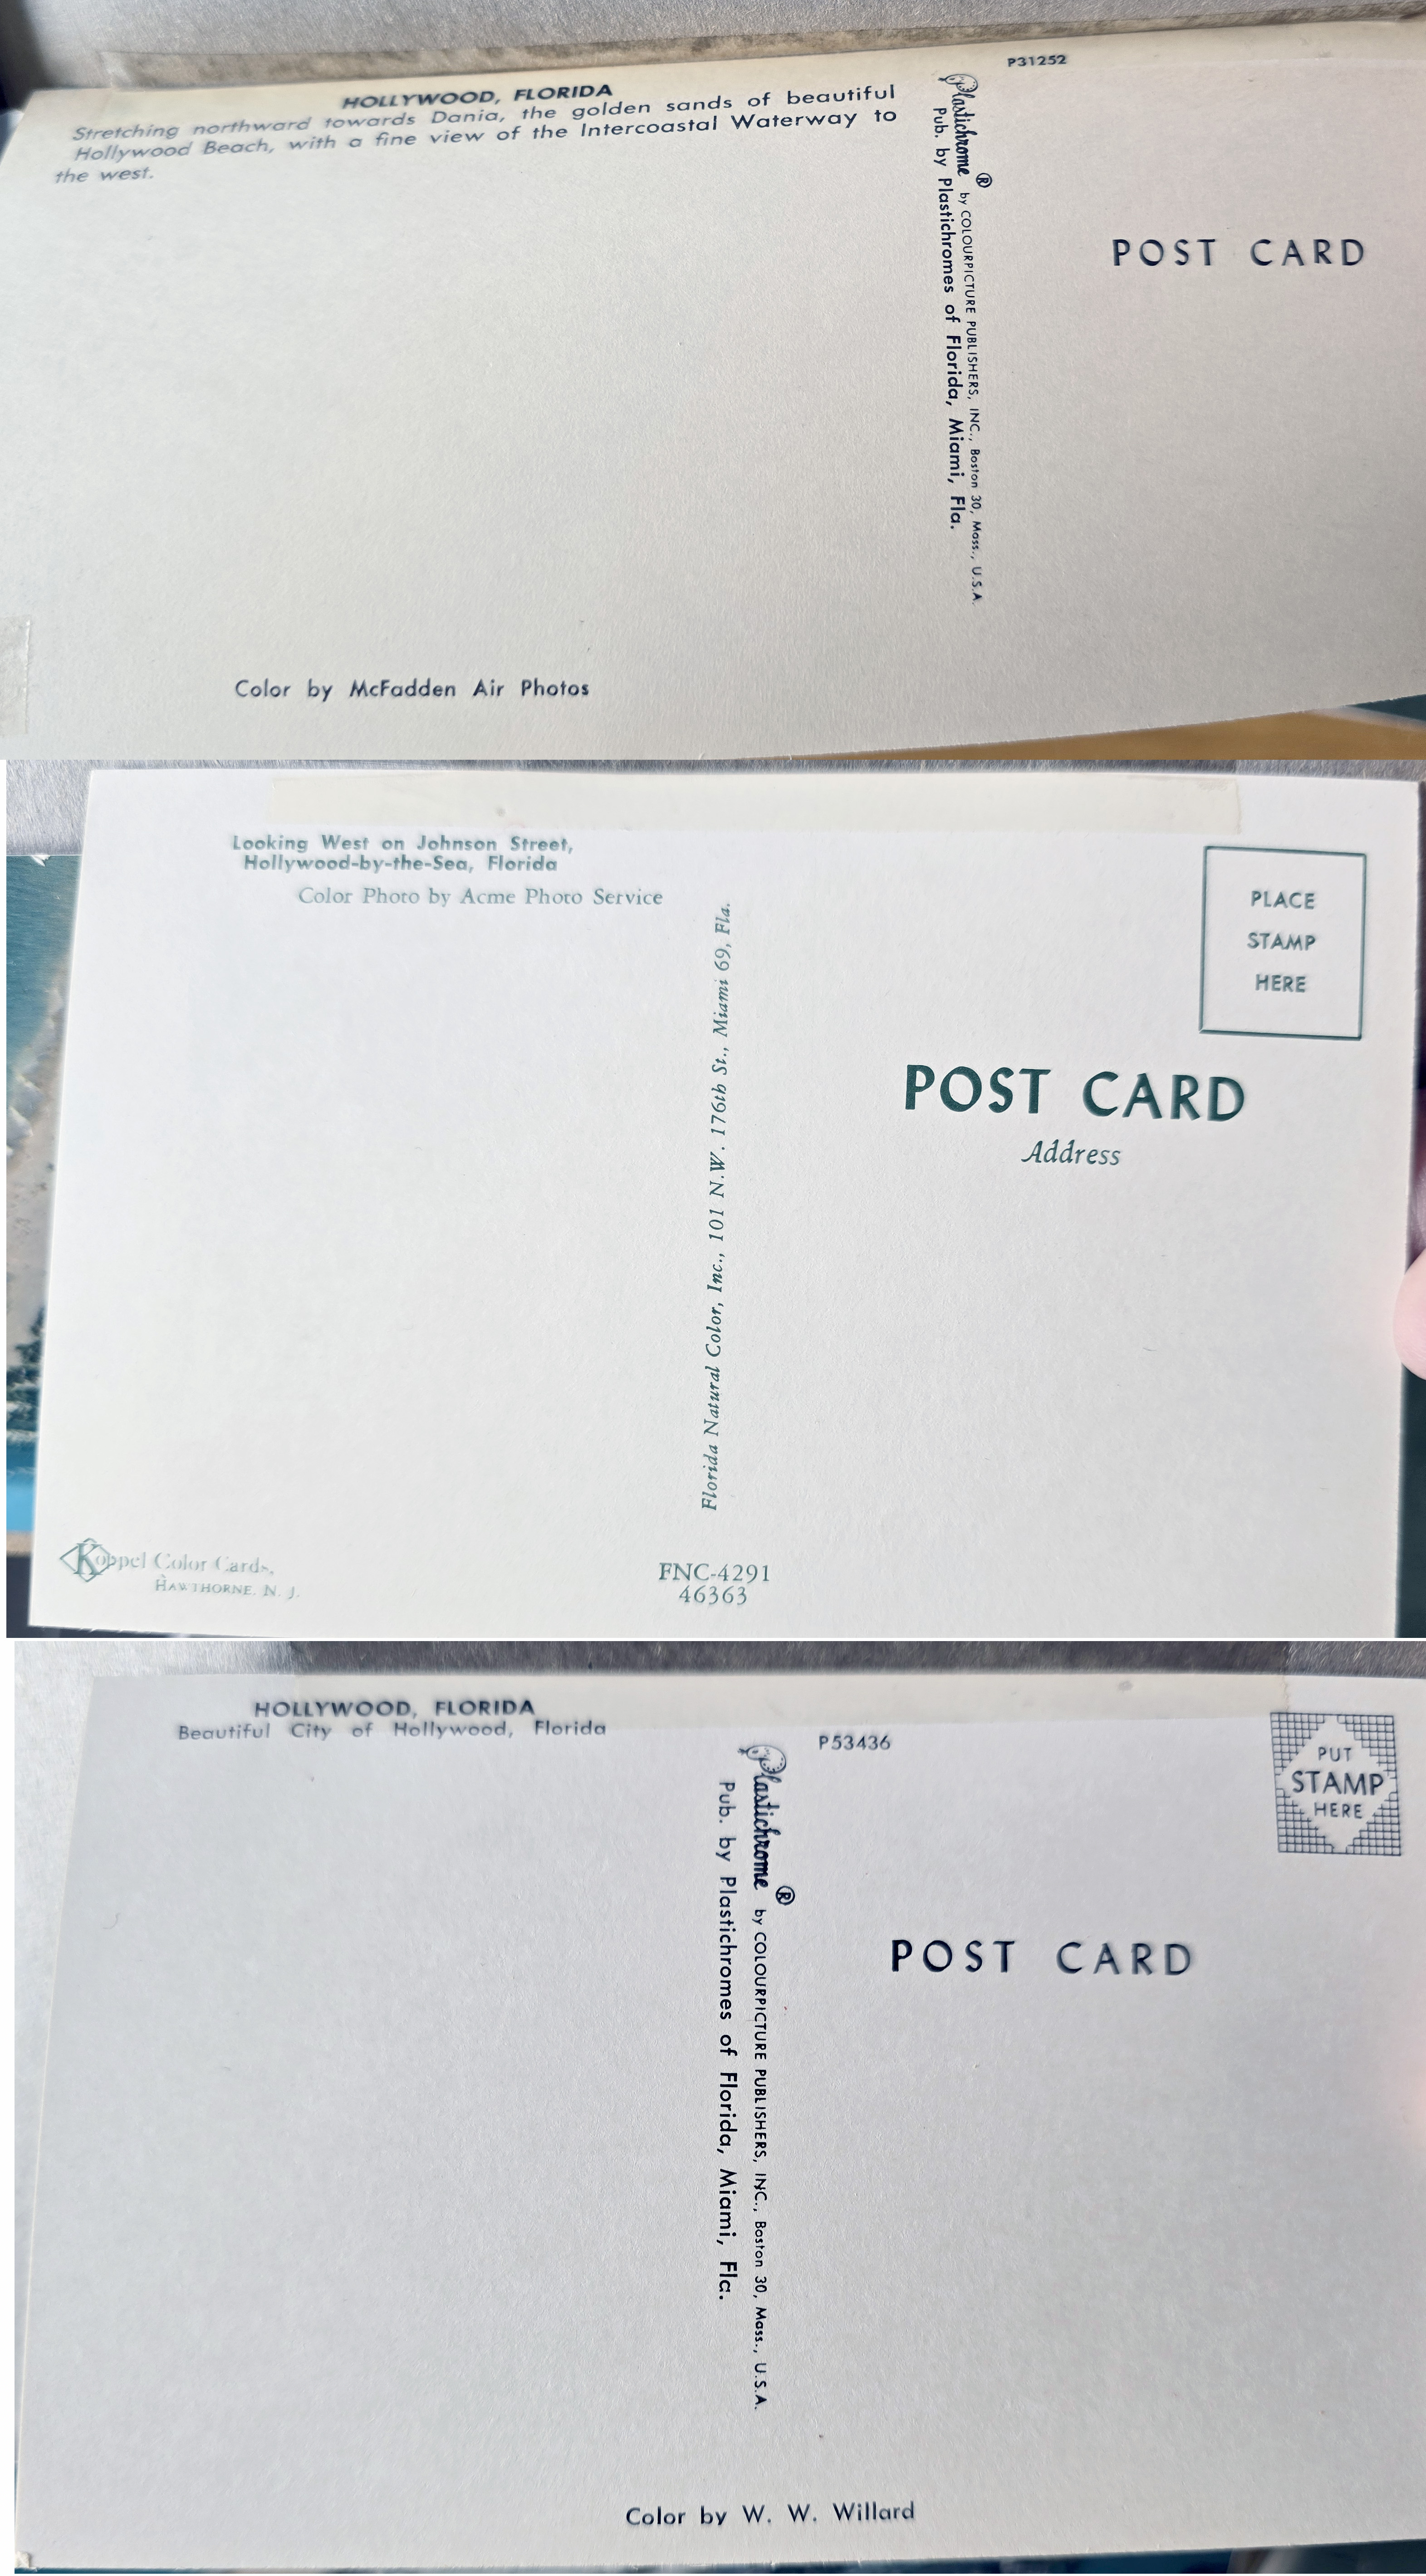 P31252
HOLLYWOOD, FLORIDA
Stretching northward towards Dania, the golden sands of beautiful
Hollywood Beach, with a fine view of the Intercoastal Waterway to
the west.
Plastichrome ® by COLOURPICTURE PUBLISHERS, INC., Boston 30, Mass., U.S.A.
Pub. by Plastichromes of Florida, Miami, Fla.
POST CARD
Color by McFadden Air Photos
Looking West on Johnson Street,
Hollywood-by-the-Sea, Florida
Color Photo by Acme Photo Service
Florida Natural Color, Inc., 101 N.W. 176th St., Miami 69, Fla.
PLACE
STAMP
HERE
POST CARD
Address
Koppel Color Cards,
HAWTHORNE, N. J.
FNC-4291
46363
HOLLYWOOD, FLORIDA
Beautiful City of Hollywood, Florida
P53436
Plastichrome ® by COLOURPICTURE PUBLISHERS, INC., Boston 30, Mass., U.S.A.
Pub. by Plastichromes of Florida, Miami, Fla.
PUT
STAMP
HERE
POST CARD
Color by W. W. Willard